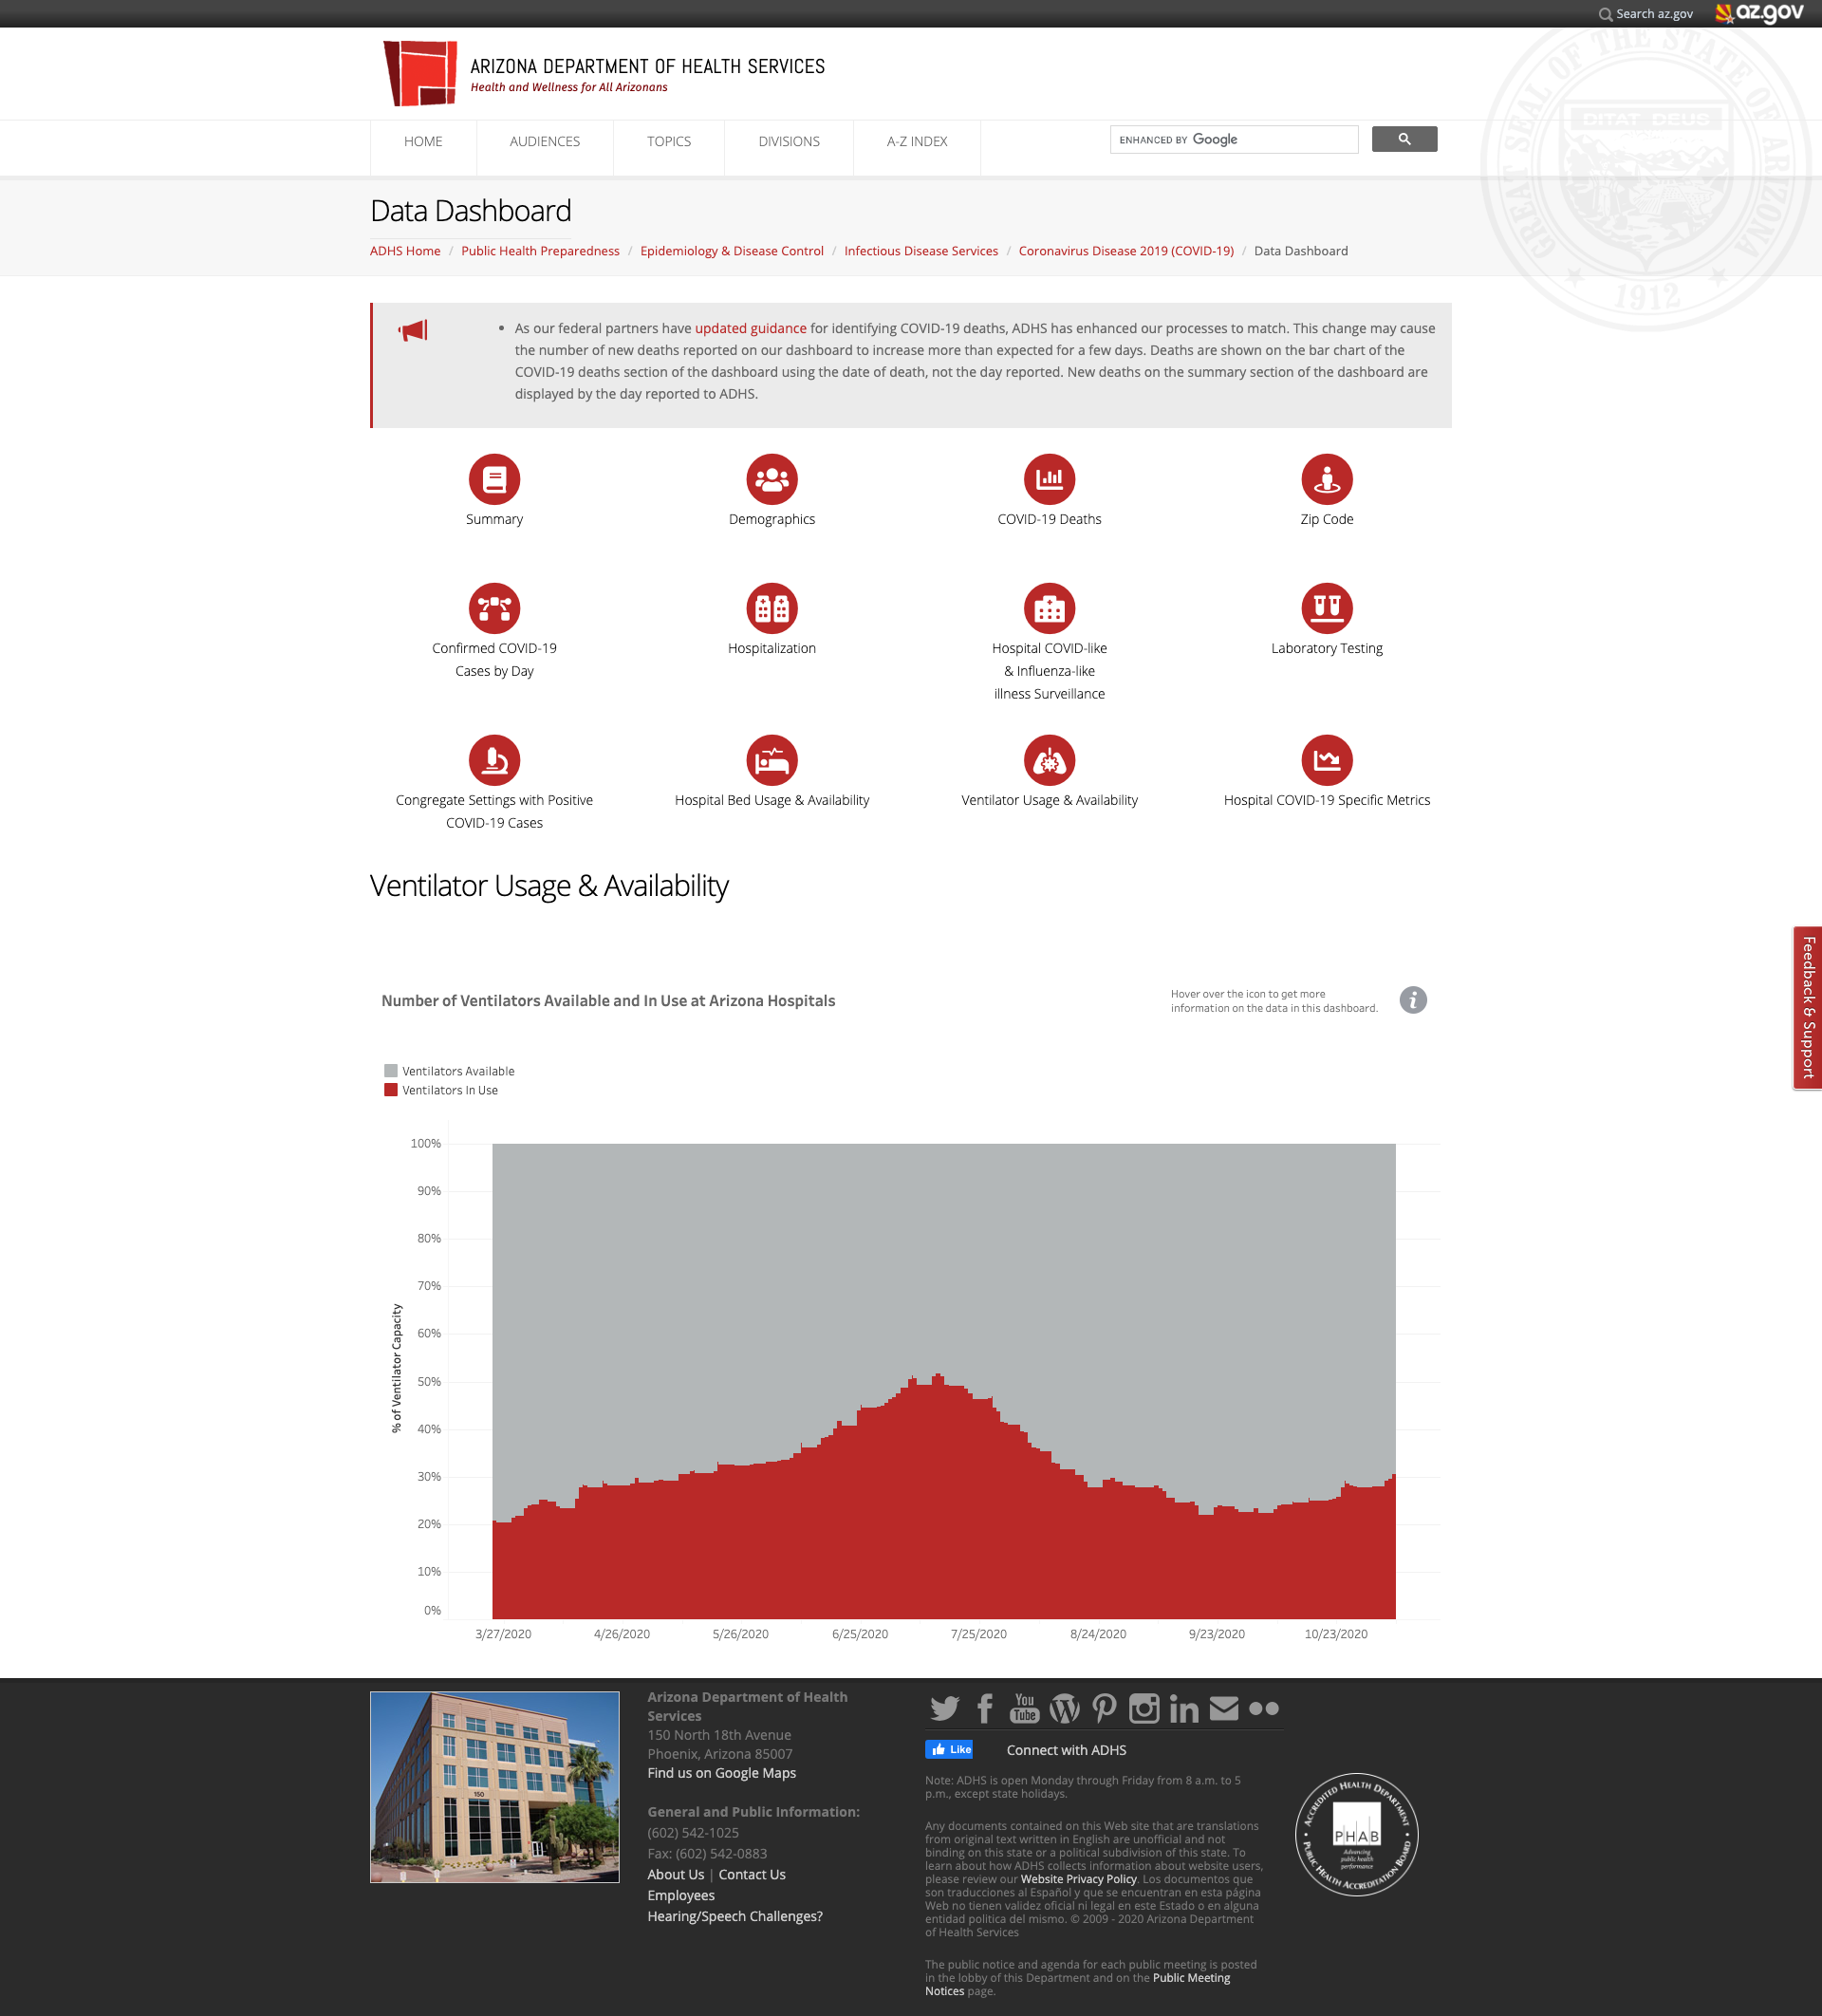 Search az.gov
az.gov
GREAT SEAL OF THE STATE OF ARIZONA
DITAT DEUS
1912
ARIZONA DEPARTMENT OF HEALTH SERVICES
Health and Wellness for All Arizonans
HOME
AUDIENCES
TOPICS
DIVISIONS
A-Z INDEX
ENHANCED BY Google
Data Dashboard
ADHS Home / Public Health Preparedness / Epidemiology & Disease Control / Infectious Disease Services / Coronavirus Disease 2019 (COVID-19) / Data Dashboard
• As our federal partners have updated guidance for identifying COVID-19 deaths, ADHS has enhanced our processes to match. This change may cause
the number of new deaths reported on our dashboard to increase more than expected for a few days. Deaths are shown on the bar chart of the
COVID-19 deaths section of the dashboard using the date of death, not the day reported. New deaths on the summary section of the dashboard are
displayed by the day reported to ADHS.
Summary
Demographics
COVID-19 Deaths
Zip Code
Confirmed COVID-19
Cases by Day
Hospitalization
Hospital COVID-like
& Influenza-like
illness Surveillance
Laboratory Testing
Congregate Settings with Positive
COVID-19 Cases
Hospital Bed Usage & Availability
Ventilator Usage & Availability
Hospital COVID-19 Specific Metrics
Ventilator Usage & Availability
Feedback & Support
Number of Ventilators Available and In Use at Arizona Hospitals
Hover over the icon to get more
information on the data in this dashboard.
i
Ventilators Available
Ventilators In Use
% of Ventilator Capacity
100%
90%
80%
70%
60%
50%
40%
30%
20%
10%
0%
3/27/2020
4/26/2020
5/26/2020
6/25/2020
7/25/2020
8/24/2020
9/23/2020
10/23/2020
150
Arizona Department of Health
Services
150 North 18th Avenue
Phoenix, Arizona 85007
Find us on Google Maps
General and Public Information:
(602) 542-1025
Fax: (602) 542-0883
About Us | Contact Us
Employees
Hearing/Speech Challenges?
You
Tube
Like
Connect with ADHS
Note: ADHS is open Monday through Friday from 8 a.m. to 5
p.m., except state holidays.
Any documents contained on this Web site that are translations
from original text written in English are unofficial and not
binding on this state or a political subdivision of this state. To
learn about how ADHS collects information about website users,
please review our Website Privacy Policy. Los documentos que
son traducciones al Español y que se encuentran en esta página
Web no tienen validez oficial ni legal en este Estado o en alguna
entidad politica del mismo. © 2009 - 2020 Arizona Department
of Health Services
The public notice and agenda for each public meeting is posted
in the lobby of this Department and on the Public Meeting
Notices page.
ACCREDITED HEALTH DEPARTMENT
PHAB
Advancing
public health
performance
PUBLIC HEALTH ACCREDITATION BOARD